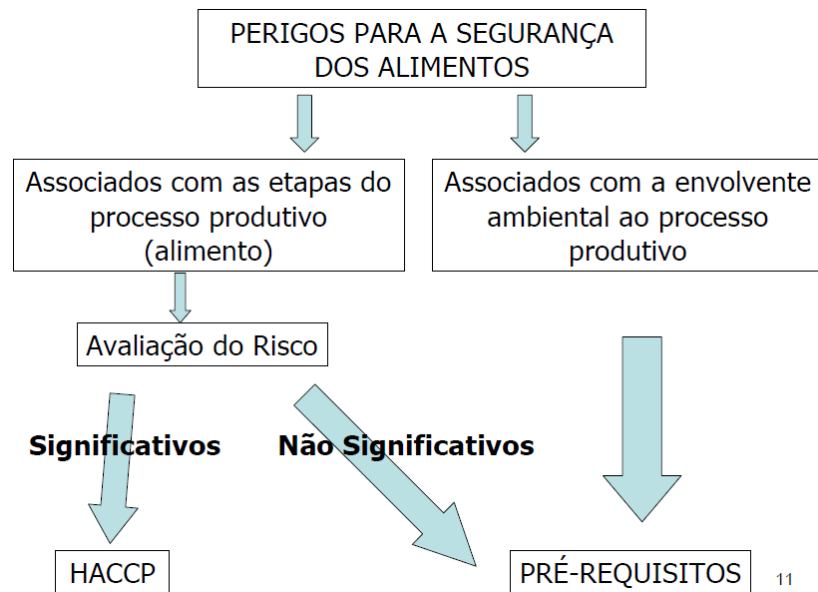 PERIGOS PARA A SEGURANÇA
DOS ALIMENTOS
Associados com as etapas do
processo produtivo
(alimento)
Associados com a envolvente
ambiental ao processo
produtivo
Avaliação do Risco
Significativos
Não Significativos
HACCP
PRÉ-REQUISITOS
11